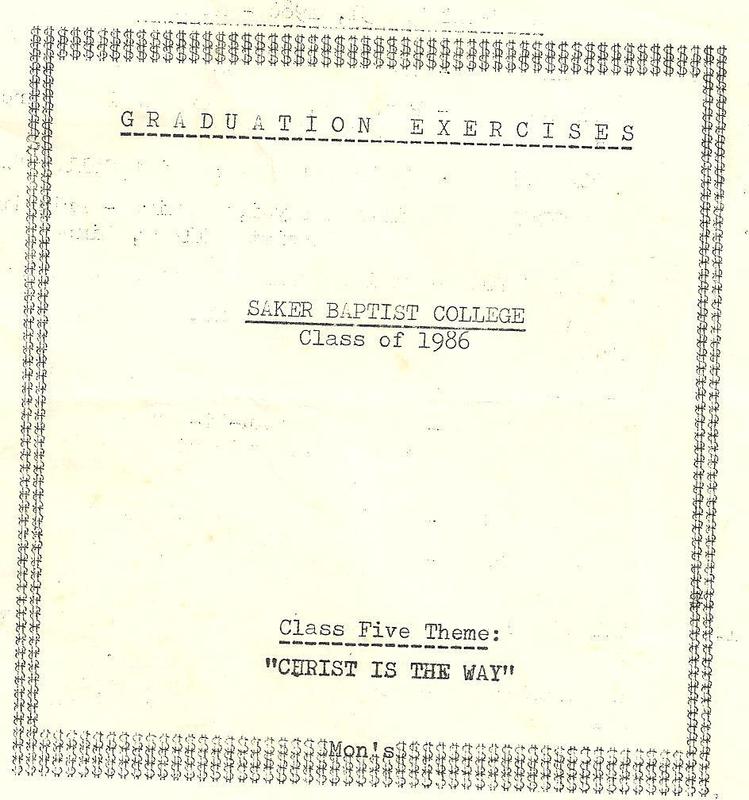 GRADUATION EXERCISES
SAKER BAPTIST COLLEGE
Class of 1986
Class Five Theme:
"CHRIST IS THE WAY"
Mon's